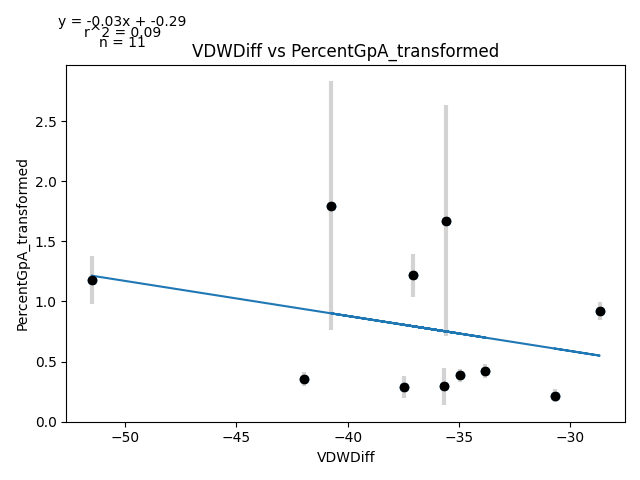 y = -0.03x + -0.29
r^2 = 0.09
n = 11
VDWDiff vs PercentGpA_transformed
PercentGpA_transformed
2.5
2.0
1.5
1.0
0.5
0.0
−50
−45
−40
−35
−30
VDWDiff